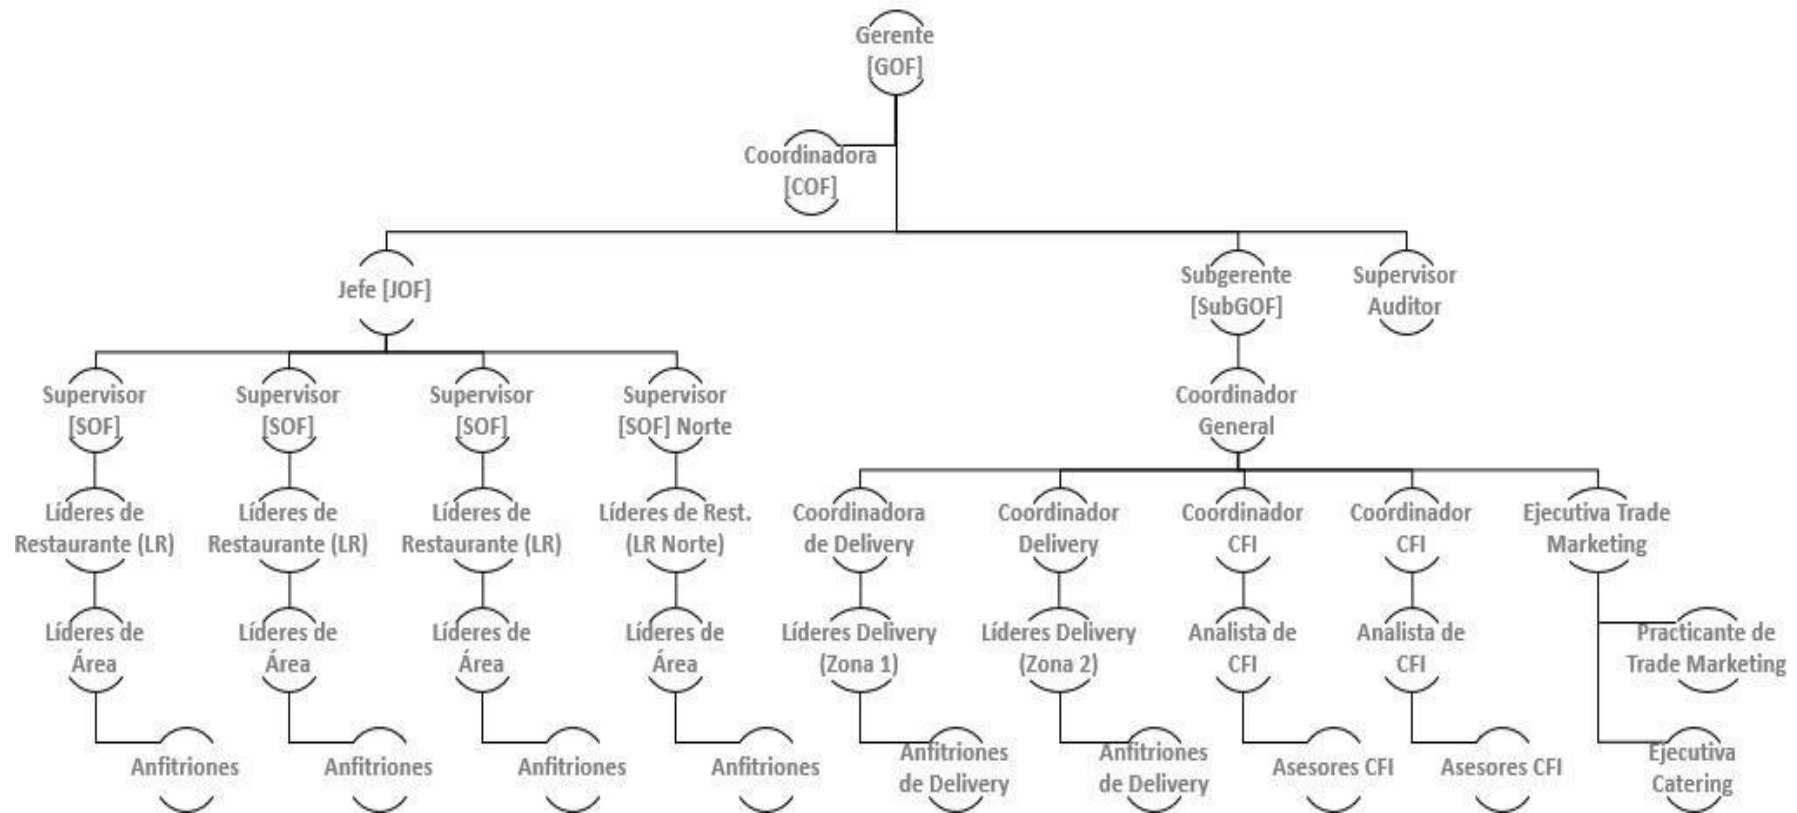 Gerente
[GOF]
Coordinadora
[COF]
Jefe [JOF]
Subgerente
[SubGOF]
Supervisor
Auditor
Supervisor
[SOF]
Supervisor
[SOF]
Supervisor
[SOF]
Supervisor
[SOF] Norte
Coordinador
General
Líderes de
Restaurante (LR)
Líderes de
Restaurante (LR)
Líderes de
Restaurante (LR)
Líderes de Rest.
(LR Norte)
Coordinadora
de Delivery
Coordinador
Delivery
Coordinador
CFI
Coordinador
CFI
Ejecutiva Trade
Marketing
Líderes de
Área
Líderes de
Área
Líderes de
Área
Líderes de
Área
Líderes Delivery
(Zona 1)
Líderes Delivery
(Zona 2)
Analista de
CFI
Analista de
CFI
Practicante de
Trade Marketing
Anfitriones
Anfitriones
Anfitriones
Anfitriones
Anfitriones
de Delivery
Anfitriones
de Delivery
Asesores CFI
Asesores CFI
Ejecutiva
Catering